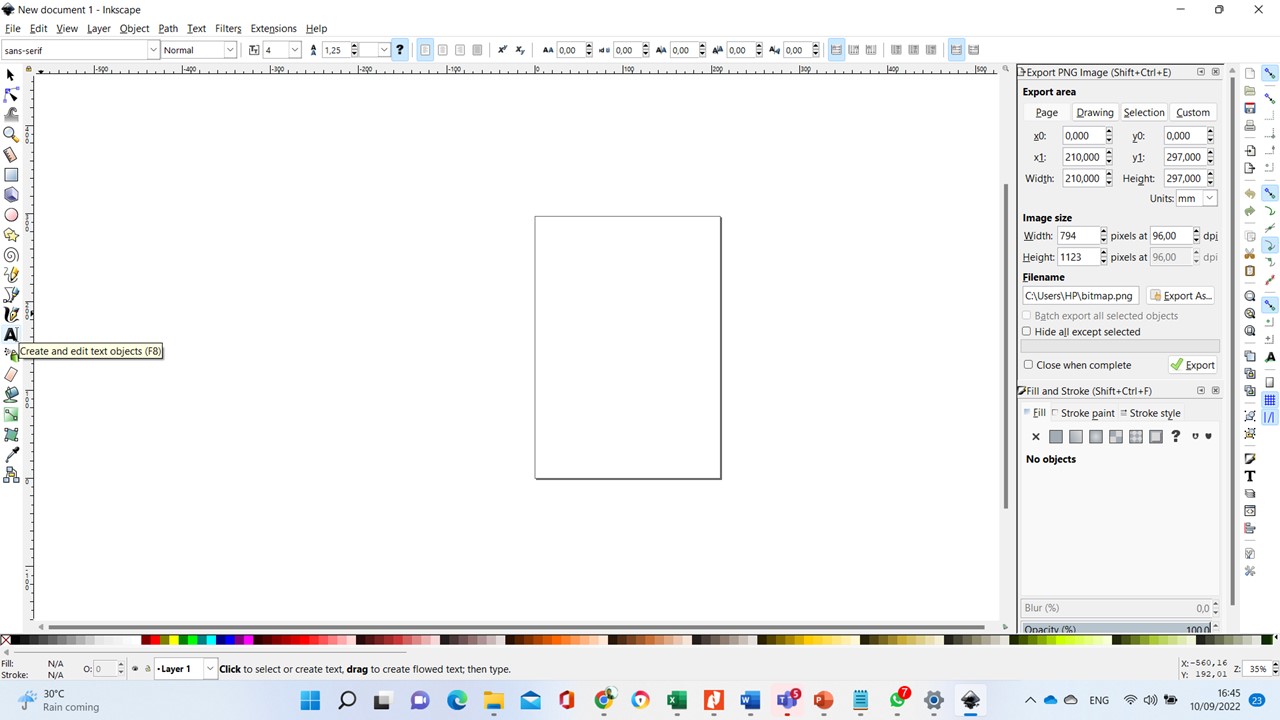 New document 1 - Inkscape
File Edit View Layer Object Path Text Filters Extensions Help
sans-serif Normal 4 1,25 ? 0,00 0,00 0,00 0,00 0,00
-500 -400 -300 -200 -100 0 100 200 300 400 500
Export PNG Image (Shift+Ctrl+E)
Export area
Page Drawing Selection Custom
x0: 0,000 y0: 0,000
x1: 210,000 y1: 297,000
Width: 210,000 Height: 297,000
Units: mm
Image size
Width: 794 pixels at 96,00 dpi
Height: 1123 pixels at 96,00 dpi
Filename
C:\Users\HP\bitmap.png Export As...
Batch export all selected objects
Hide all except selected
Create and edit text objects (F8)
Close when complete Export
Fill and Stroke (Shift+Ctrl+F)
Fill Stroke paint Stroke style
No objects
Blur (%) 0,0
Opacity (%) 100,0
Fill: N/A
Stroke: N/A
O: 0
Layer 1
Click to select or create text, drag to create flowed text; then type.
X: -560,16
Y: 192,01
Z: 35%
30°C
Rain coming
5
7
ENG
16:45
10/09/2022
23